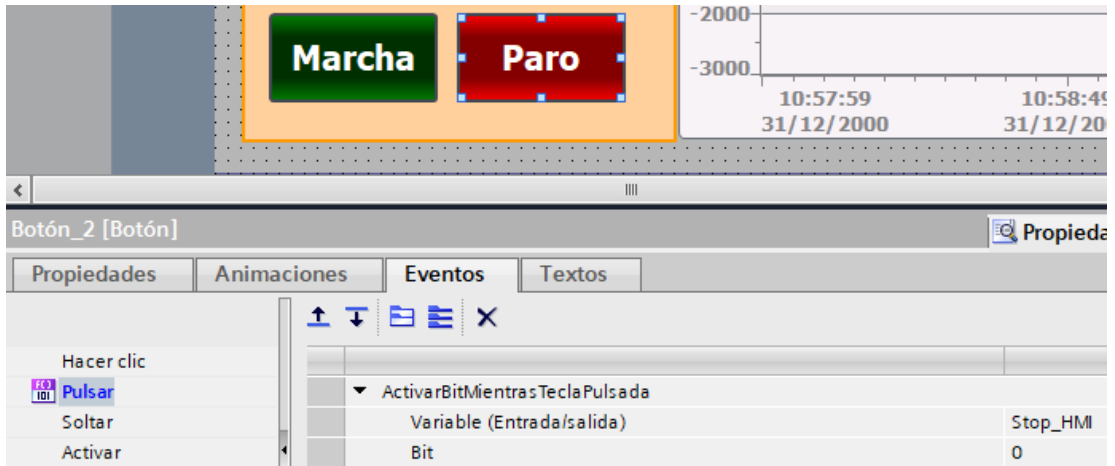 -2000
Marcha Paro
-3000
10:57:59 10:58:49
31/12/2000 31/12/20
Botón_2 [Botón] Propieda
Propiedades Animaciones Eventos Textos
Hacer clic
Pulsar ActivarBitMientrasTeclaPulsada
Soltar Variable (Entrada/salida) Stop_HMI
Activar Bit 0